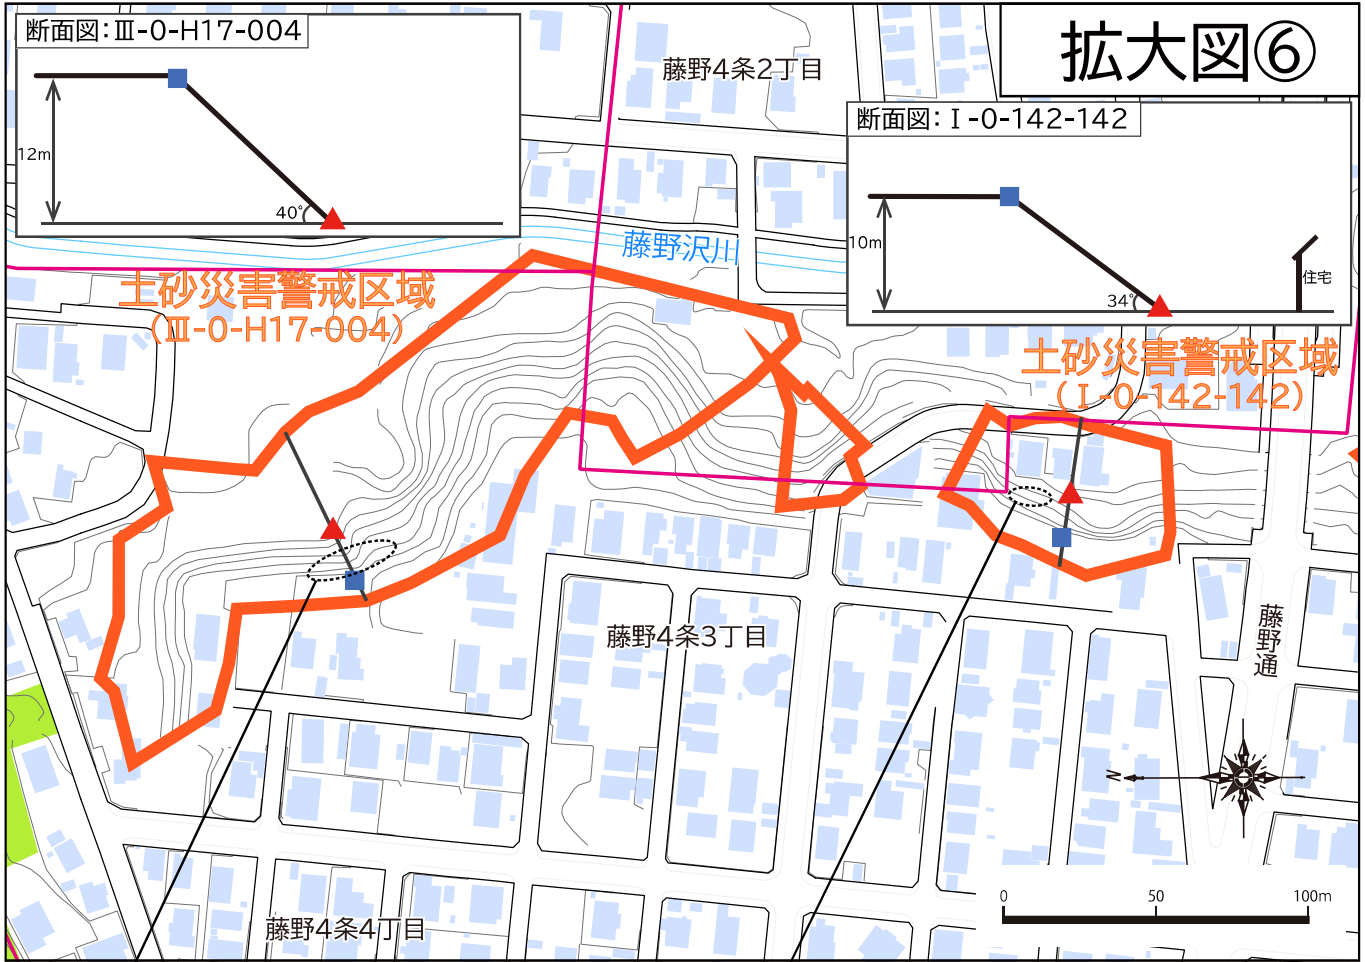 断面図:Ⅲ-0-H17-004
12m
40°
拡大図⑥
藤野4条2丁目
断面図:Ⅰ-0-142-142
10m
34°
住宅
藤野沢川
土砂災害警戒区域
(Ⅲ-0-H17-004)
土砂災害警戒区域
(Ⅰ-0-142-142)
藤野4条3丁目
藤野通
N
0 50 100m
藤野4条4丁目